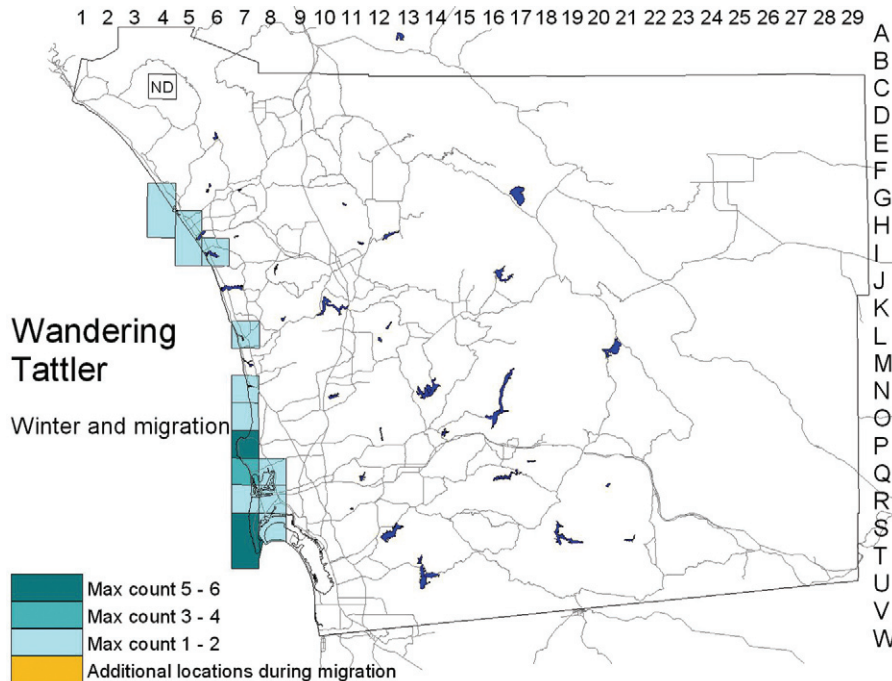 1 2 3 4 5 6 7 8 9 10 11 12 13 14 15 16 17 18 19 20 21 22 23 24 25 26 27 28 29
A
B
C
D
E
F
G
H
I
J
K
L
M
N
O
P
Q
R
S
T
U
V
W
ND
Wandering
Tattler
Winter and migration
Max count 5 - 6
Max count 3 - 4
Max count 1 - 2
Additional locations during migration